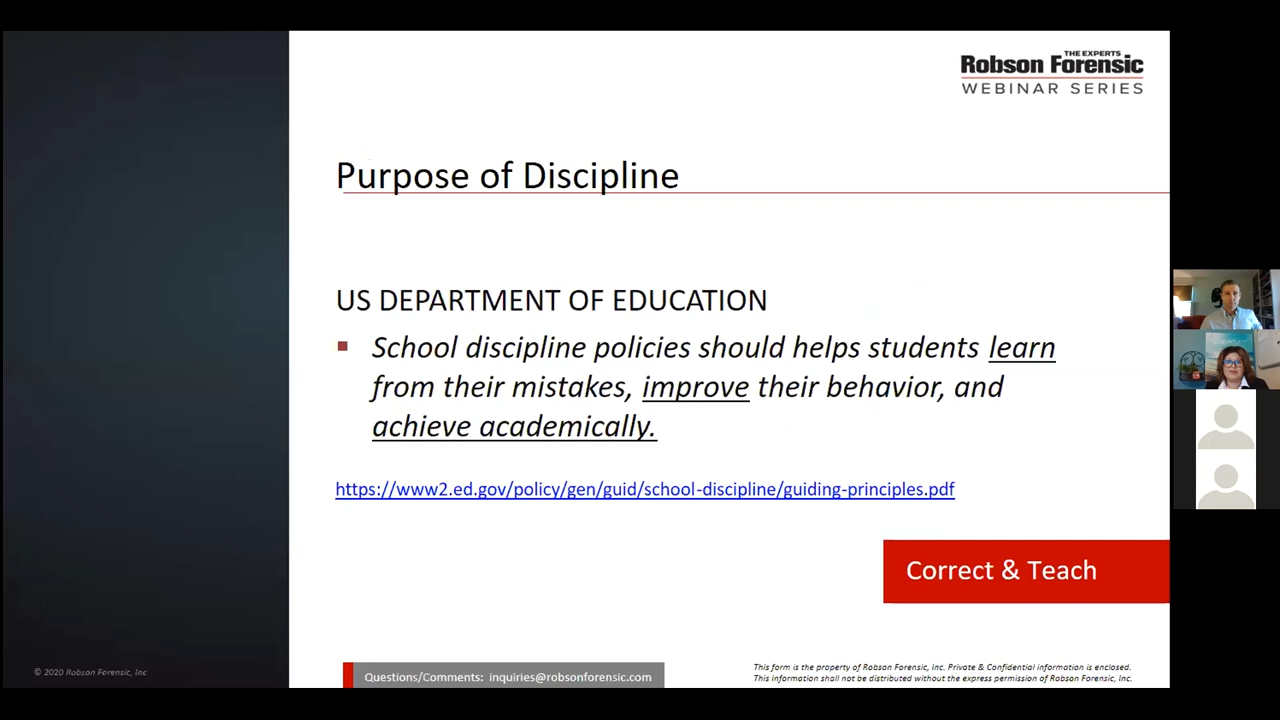 THE EXPERTS
Robson Forensic
WEBINAR SERIES
Purpose of Discipline
US DEPARTMENT OF EDUCATION
School discipline policies should helps students learn
from their mistakes, improve their behavior, and
achieve academically.
https://www2.ed.gov/policy/gen/guid/school-discipline/guiding-principles.pdf
Correct & Teach
© 2020 Robson Forensic, Inc
Questions/Comments: inquiries@robsonforensic.com
This form is the property of Robson Forensic, Inc. Private & Confidential information is enclosed.
This information shall not be distributed without the express permission of Robson Forensic, Inc.